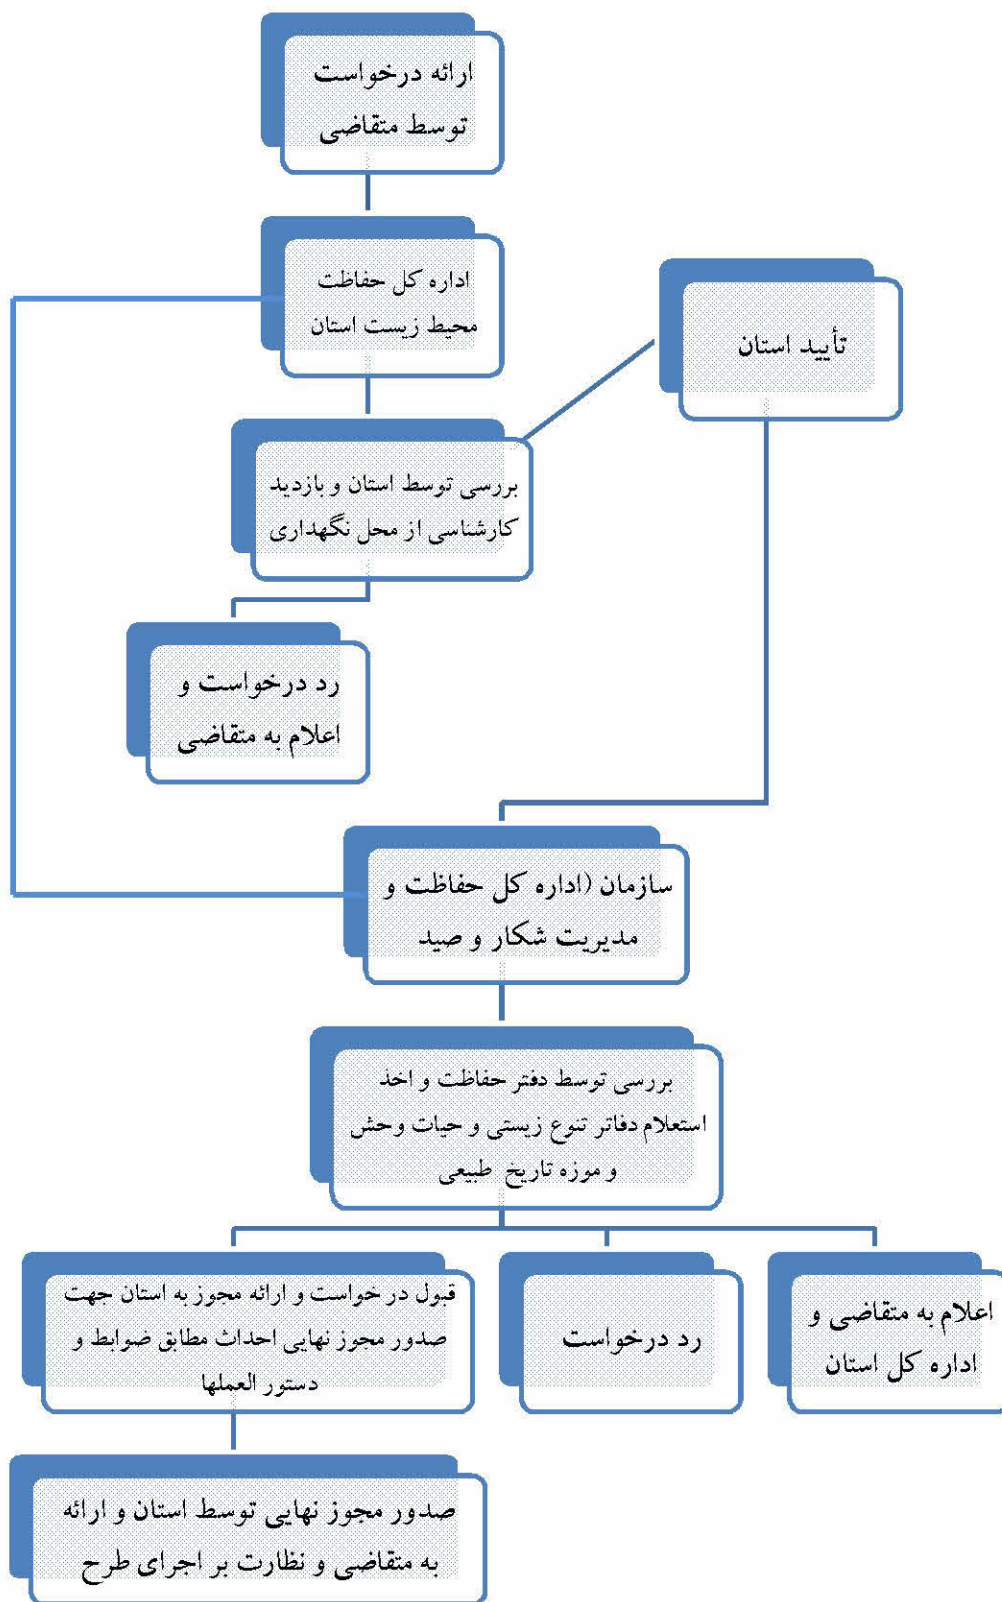 ارائه درخواست
توسط متقاضی
اداره کل حفاظت
محیط زیست استان
تأیید استان
بررسی توسط استان و بازدید
کارشناسی از محل نگهداری
رد درخواست و
اعلام به متقاضی
سازمان (اداره کل حفاظت و
مدیریت شکار و صید
بررسی توسط دفتر حفاظت و اخذ
استعلام دفاتر تنوع زیستی و حیات وحش
و موزه تاریخ طبیعی
اعلام به متقاضی و
اداره کل استان
رد درخواست
قبول درخواست و ارائه مجوز به استان جهت
صدور مجوز نهایی احداث مطابق ضوابط و
دستور العملها
صدور مجوز نهایی توسط استان و ارائه
به متقاضی و نظارت بر اجرای طرح